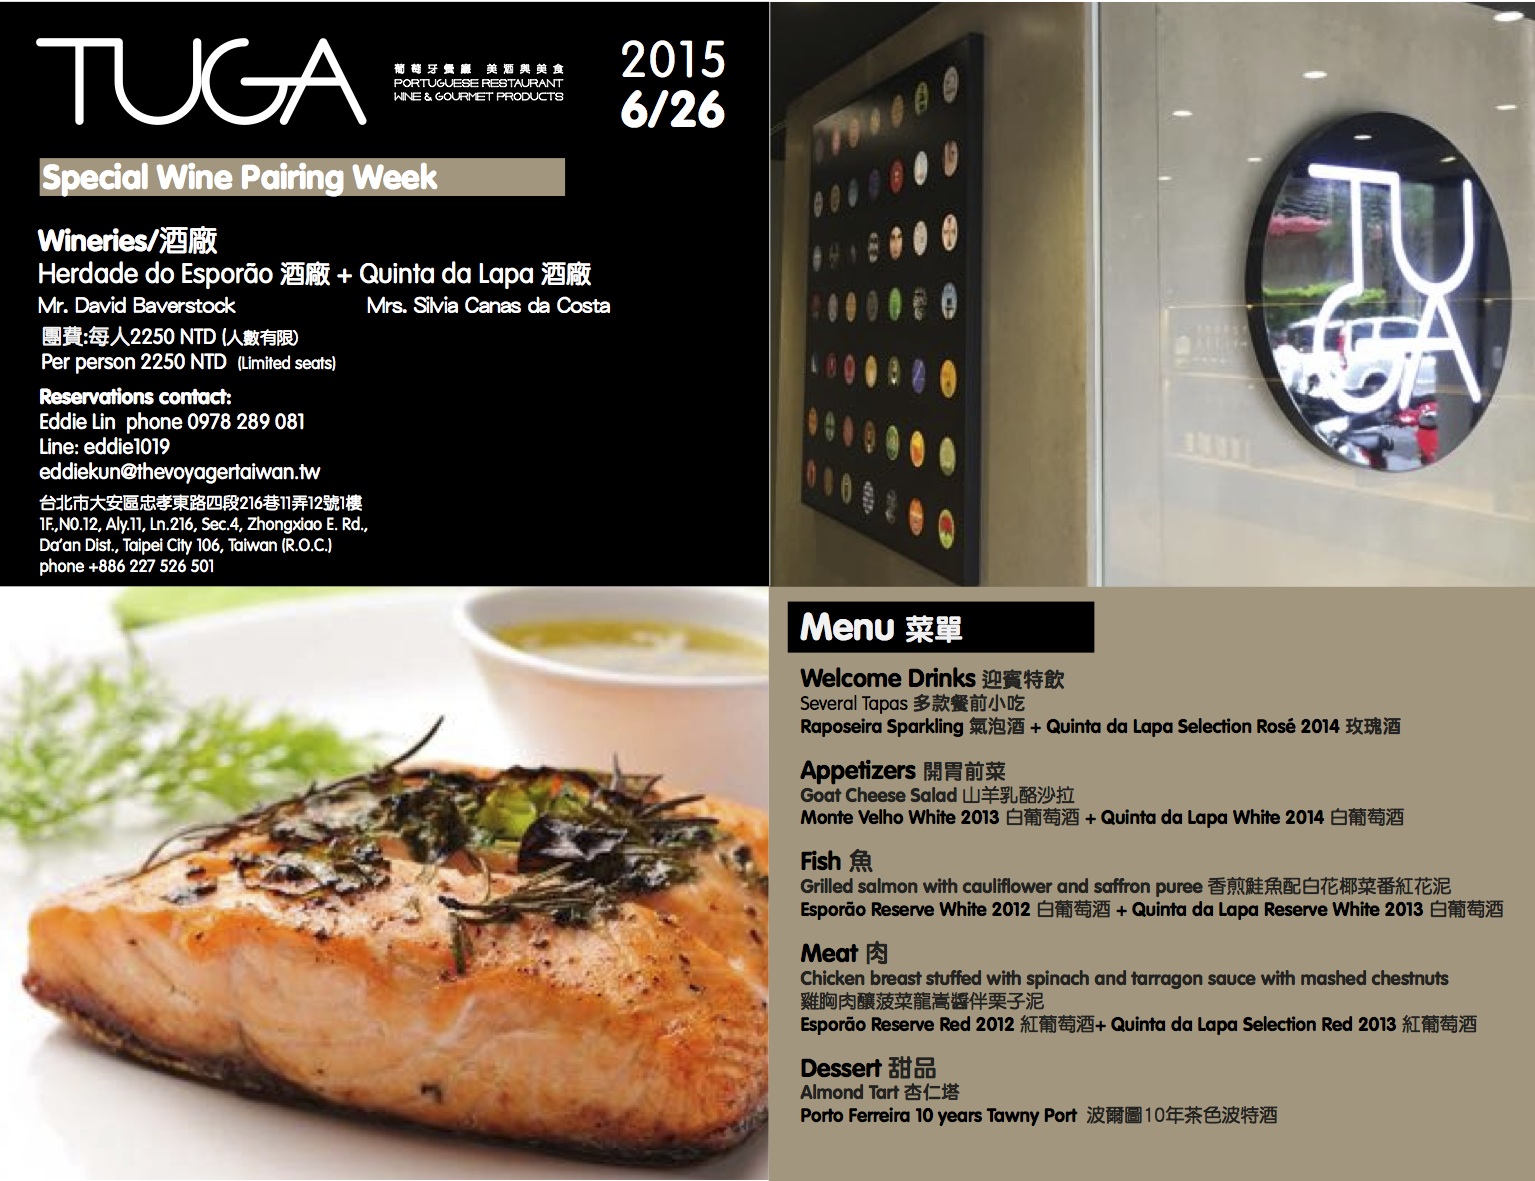 TUGA
葡萄牙餐廳 美酒與美食
PORTUGUESE RESTAURANT
WINE & GOURMET PRODUCTS
2015
6/26
Special Wine Pairing Week
Wineries/酒廠
Herdade do Esporão 酒廠 + Quinta da Lapa 酒廠
Mr. David Baverstock Mrs. Silvia Canas da Costa
團費:每人2250 NTD (人數有限)
Per person 2250 NTD (Limited seats)
Reservations contact:
Eddie Lin phone 0978 289 081
Line: eddie1019
eddiekun@thevoyagertaiwan.tw
台北市大安區忠孝東路四段216巷11弄12號1樓
1F.,N0.12, Aly.11, Ln.216, Sec.4, Zhongxiao E. Rd.,
Da'an Dist., Taipei City 106, Taiwan (R.O.C.)
phone +886 227 526 501
TU
GA
Menu 菜單
Welcome Drinks 迎賓特飲
Several Tapas 多款餐前小吃
Raposeira Sparkling 氣泡酒 + Quinta da Lapa Selection Rosé 2014 玫瑰酒
Appetizers 開胃前菜
Goat Cheese Salad 山羊乳酪沙拉
Monte Velho White 2013 白葡萄酒 + Quinta da Lapa White 2014 白葡萄酒
Fish 魚
Grilled salmon with cauliflower and saffron puree 香煎鮭魚配白花椰菜番紅花泥
Esporão Reserve White 2012 白葡萄酒 + Quinta da Lapa Reserve White 2013 白葡萄酒
Meat 肉
Chicken breast stuffed with spinach and tarragon sauce with mashed chestnuts
雞胸肉釀菠菜龍嵩醬伴栗子泥
Esporão Reserve Red 2012 紅葡萄酒+ Quinta da Lapa Selection Red 2013 紅葡萄酒
Dessert 甜品
Almond Tart 杏仁塔
Porto Ferreira 10 years Tawny Port 波爾圖10年茶色波特酒